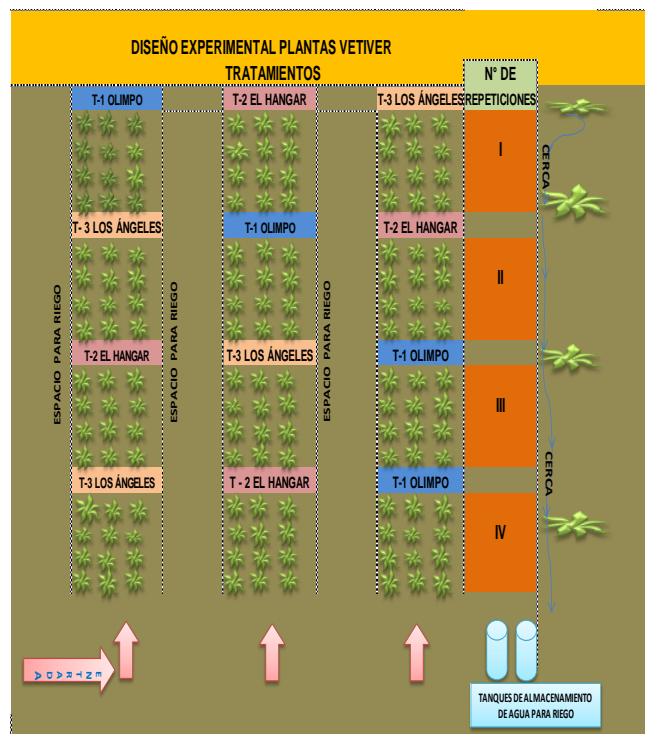 DISEÑO EXPERIMENTAL PLANTAS VETIVER
TRATAMIENTOS
N° DE
REPETICIONES
T-1 OLIMPO
T-2 EL HANGAR
T-3 LOS ÁNGELES
I
CERCA
T- 3 LOS ÁNGELES
T-1 OLIMPO
T-2 EL HANGAR
II
ESPACIO PARA RIEGO
ESPACIO PARA RIEGO
ESPACIO PARA RIEGO
T-2 EL HANGAR
T-3 LOS ÁNGELES
T-1 OLIMPO
III
CERCA
T-3 LOS ÁNGELES
T - 2 EL HANGAR
T-1 OLIMPO
IV
ENTRADA
TANQUES DE ALMACENAMIENTO
DE AGUA PARA RIEGO